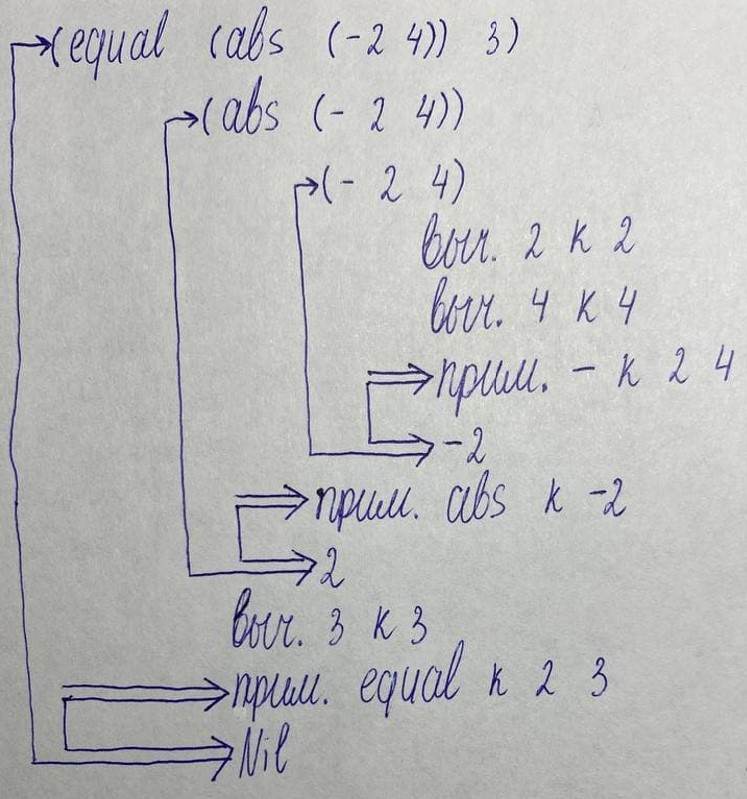 (equal (abs (-2 4)) 3)
(abs (- 2 4))
(- 2 4)
выч. 2 к 2
выч. 4 к 4
прим. - к 2 4
-2
прим. abs к -2
2
выч. 3 к 3
прим. equal к 2 3
Nil